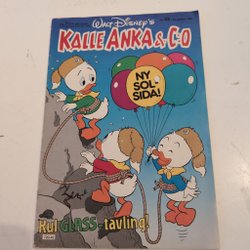 WALT DISNEY'S
KALLE ANKA & C:O
NY
SOL-
SIDA!
Kul GLASS-tävling!